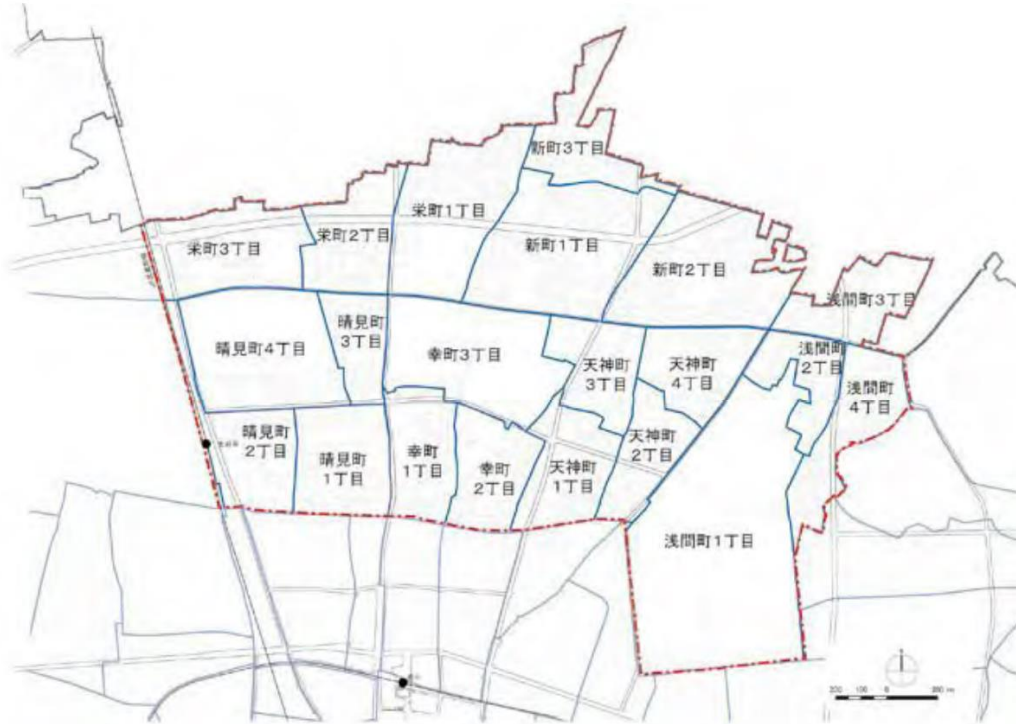 新町3丁目
栄町1丁目
栄町2丁目
栄町3丁目
新町1丁目
新町2丁目
浅間町3丁目
晴見町
3丁目
晴見町4丁目
幸町3丁目
天神町
3丁目
天神町
4丁目
浅間町
2丁目
浅間町
4丁目
晴見町
2丁目
晴見町
1丁目
幸町
1丁目
幸町
2丁目
天神町
1丁目
天神町
2丁目
浅間町1丁目